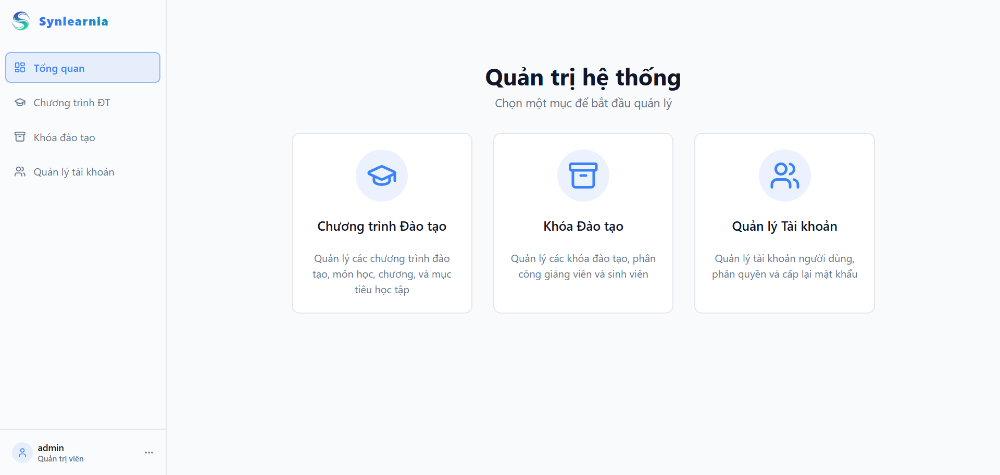 Synlearnia
Tổng quan
Chương trình ĐT
Khóa đào tạo
Quản lý tài khoản
admin
Quản trị viên
Quản trị hệ thống
Chọn một mục để bắt đầu quản lý
Chương trình Đào tạo
Quản lý các chương trình đào
tạo, môn học, chương, và mục
tiêu học tập
Khóa Đào tạo
Quản lý các khóa đào tạo, phân
công giảng viên và sinh viên
Quản lý Tài khoản
Quản lý tài khoản người dùng,
phân quyền và cấp lại mật khẩu